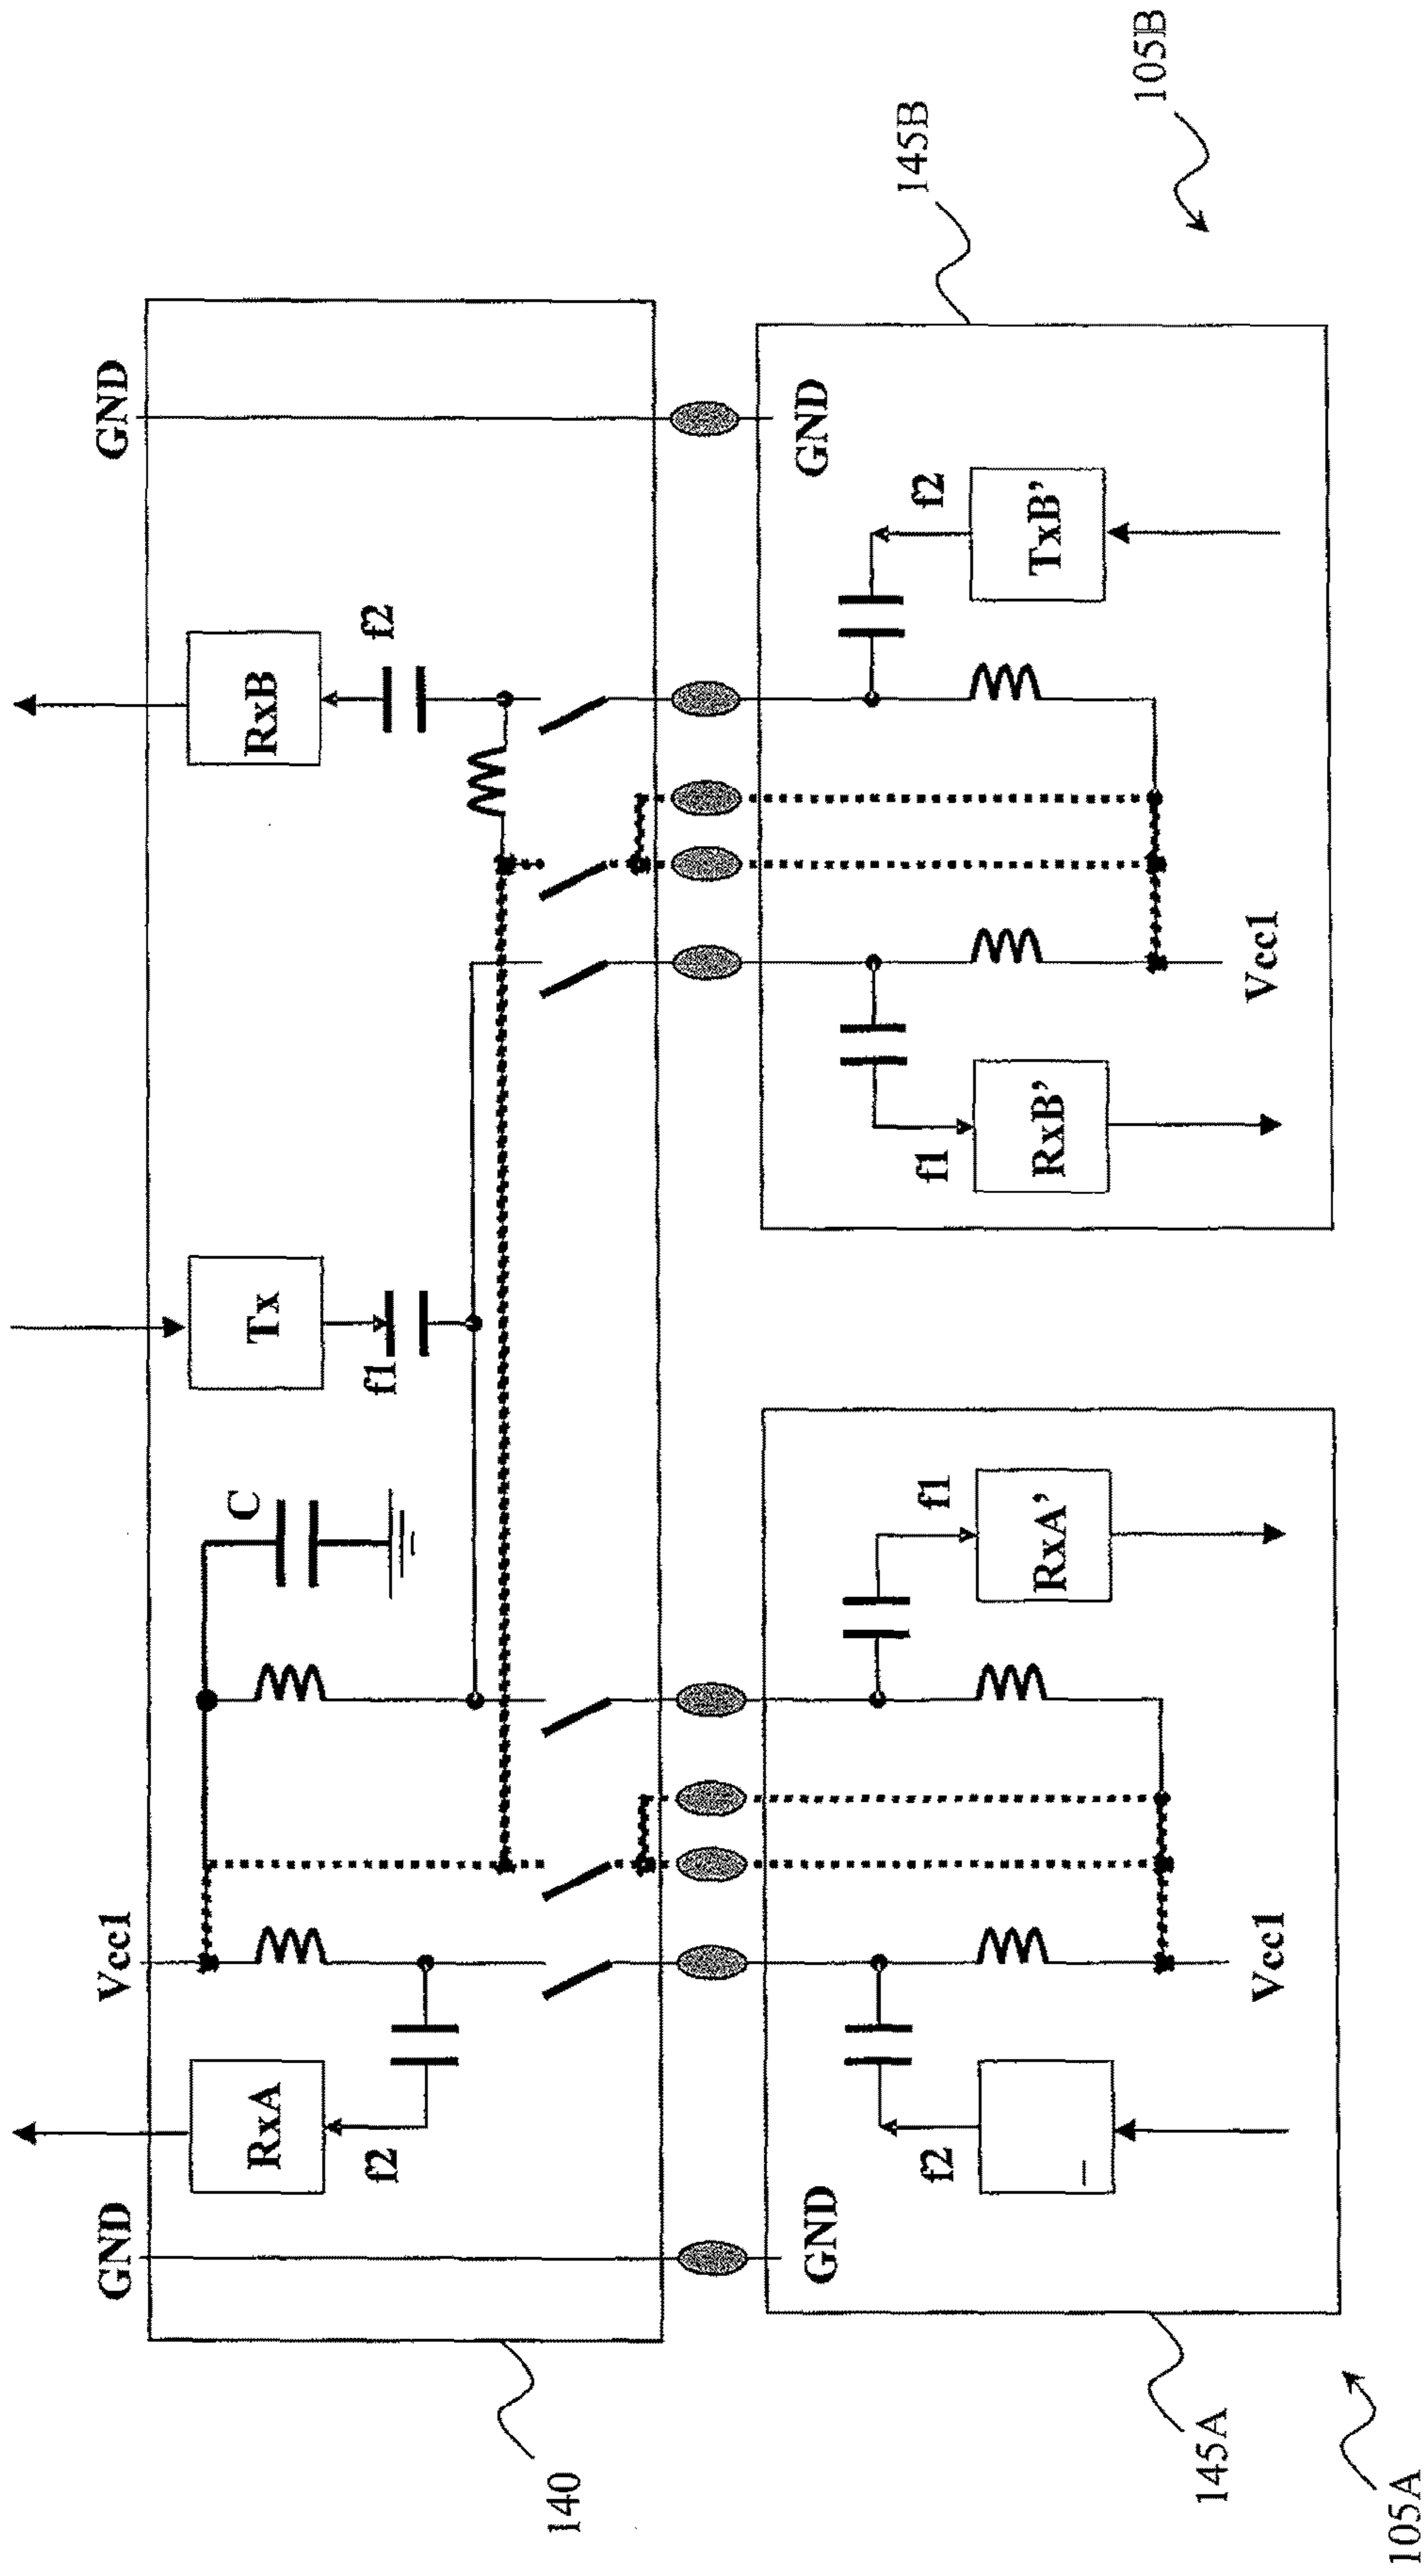 GND
RxA
f2
Vcc1
C
Tx
f1
RxB
f2
GND
140
GND
f2
Vcc1
RxA’
f1
145A
105A
RxB’
f1
Vcc1
TxB’
f2
GND
145B
105B